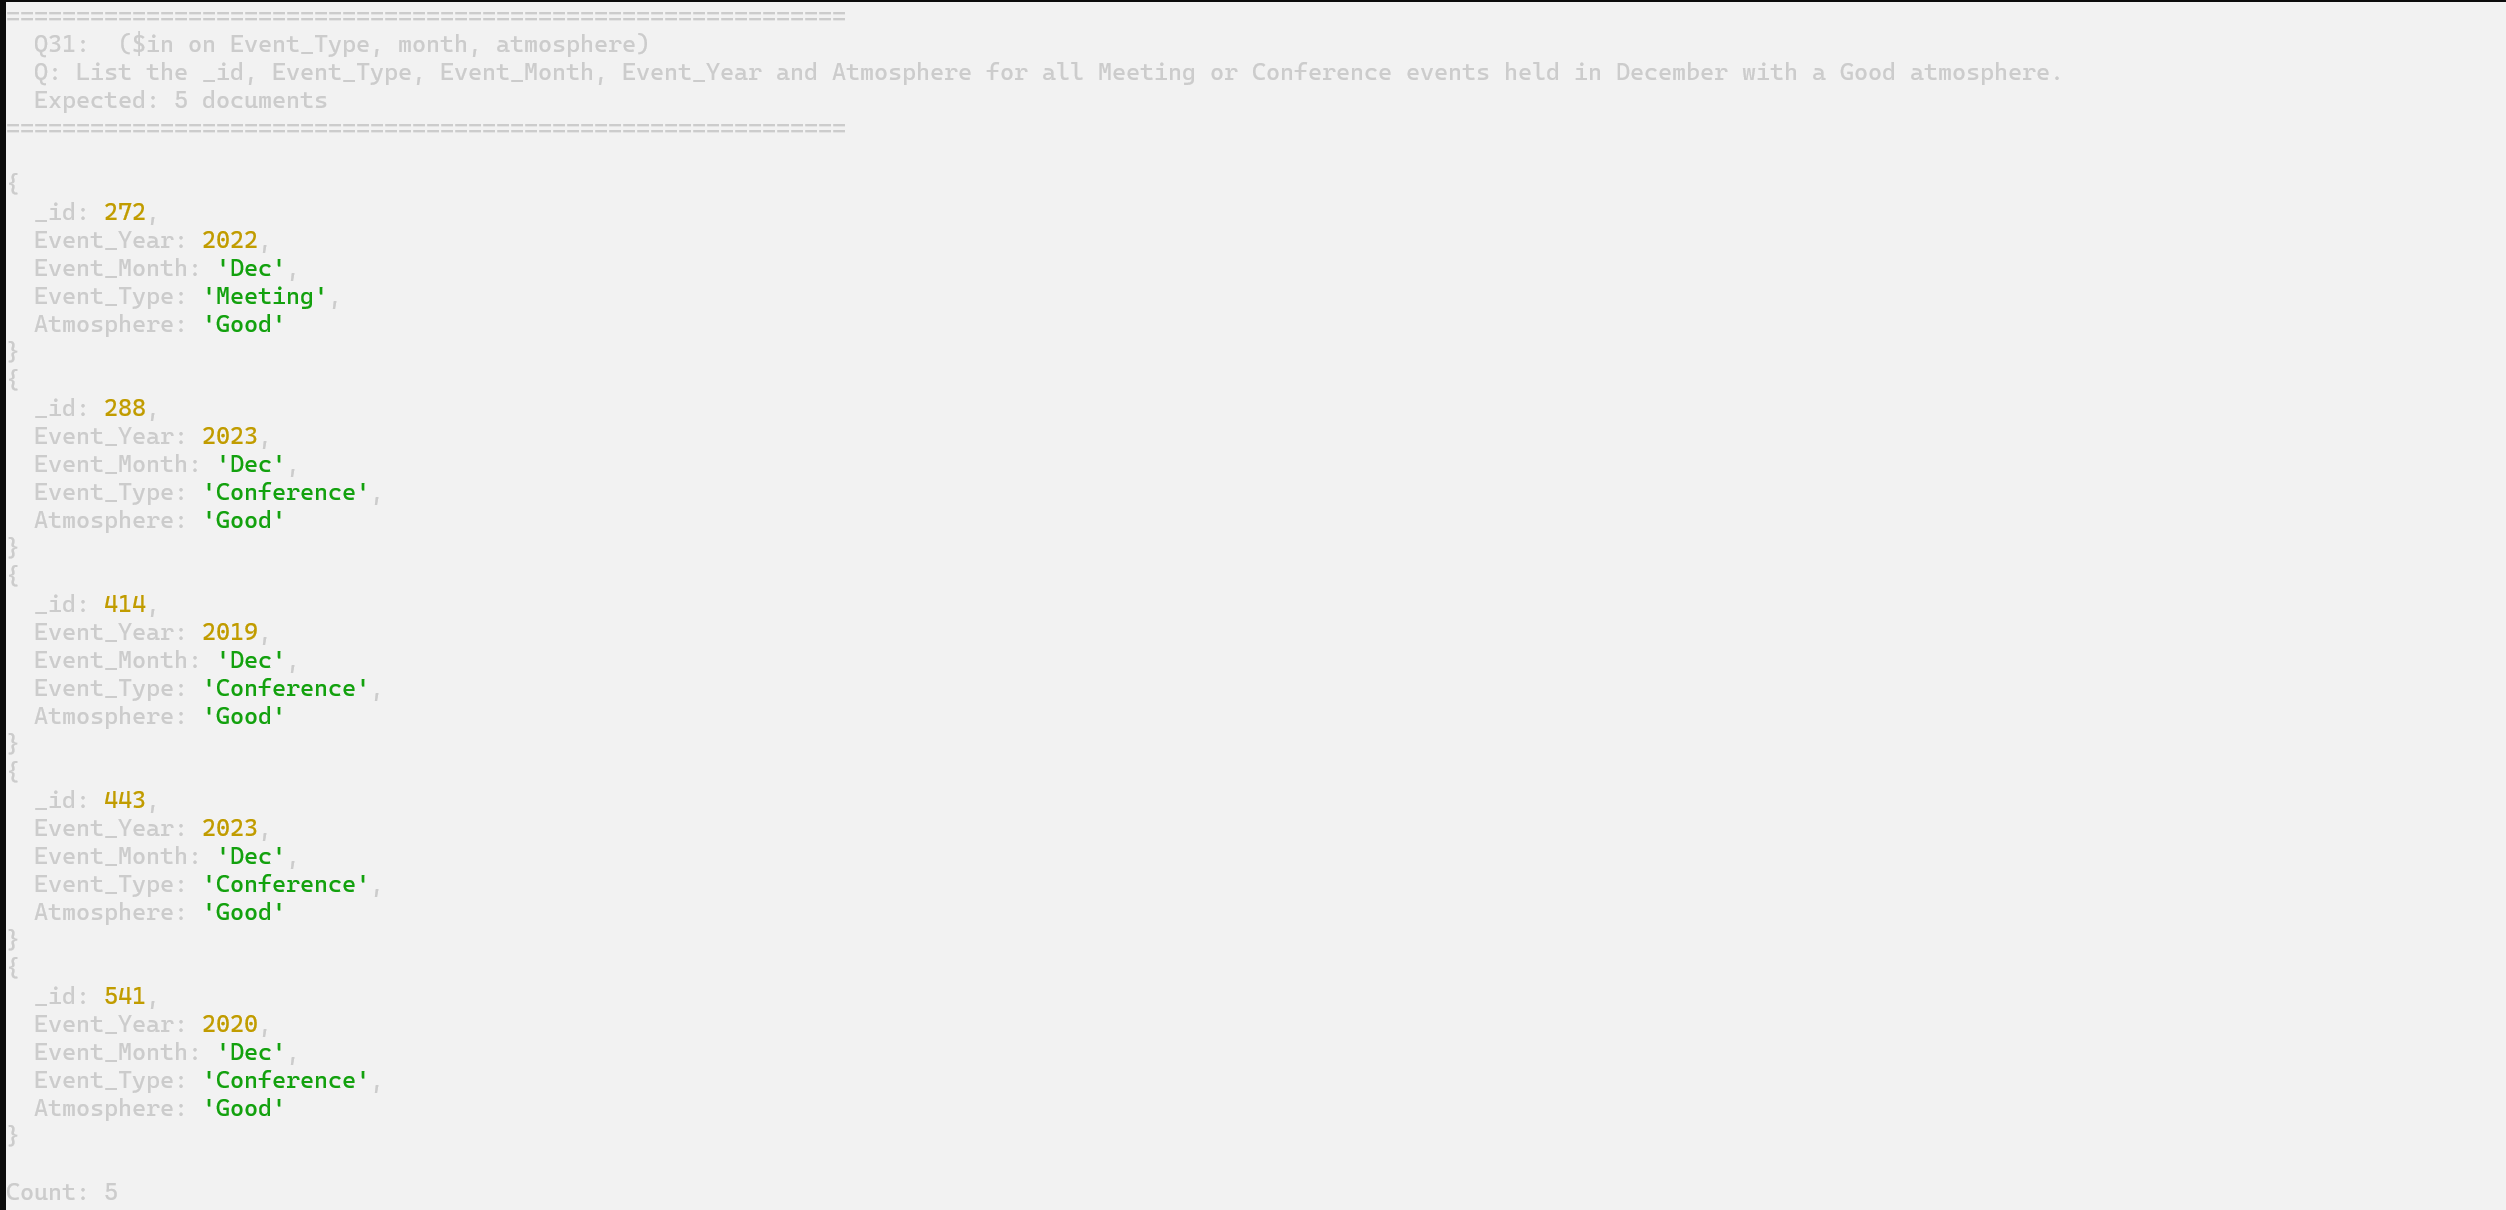 ============================================================
Q31:  ($in on Event_Type, month, atmosphere)
Q: List the _id, Event_Type, Event_Month, Event_Year and Atmosphere for all Meeting or Conference events held in December with a Good atmosphere.
Expected: 5 documents
============================================================
{
_id: 272,
Event_Year: 2022,
Event_Month: 'Dec',
Event_Type: 'Meeting',
Atmosphere: 'Good'
}
{
_id: 288,
Event_Year: 2023,
Event_Month: 'Dec',
Event_Type: 'Conference',
Atmosphere: 'Good'
}
{
_id: 414,
Event_Year: 2019,
Event_Month: 'Dec',
Event_Type: 'Conference',
Atmosphere: 'Good'
}
{
_id: 443,
Event_Year: 2023,
Event_Month: 'Dec',
Event_Type: 'Conference',
Atmosphere: 'Good'
}
{
_id: 541,
Event_Year: 2020,
Event_Month: 'Dec',
Event_Type: 'Conference',
Atmosphere: 'Good'
}
Count: 5